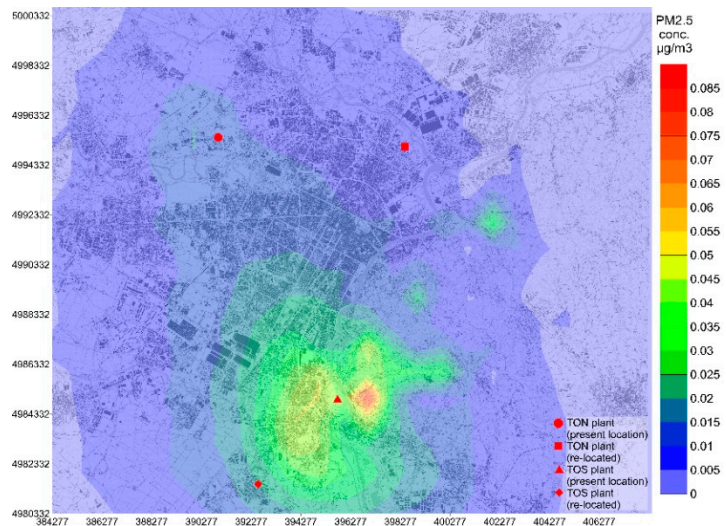 PM2.5
conc.
µg/m3
5000332
4998332
4996332
4994332
4992332
4990332
4988332
4986332
4984332
4982332
4980332
0.085
0.08
0.075
0.07
0.065
0.06
0.055
0.05
0.045
0.04
0.035
0.03
0.025
0.02
0.015
0.01
0.005
0
TON plant
(present location)
TON plant
(re-located)
TOS plant
(present location)
TOS plant
(re-located)
384277 386277 388277 390277 392277 394277 396277 398277 400277 402277 404277 406277